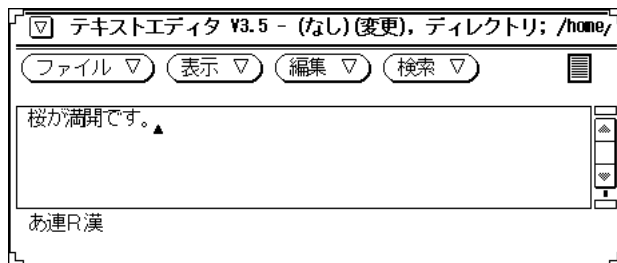 テキストエディタ V3.5 - (なし)(変更), ディレクトリ; /home/
ファイル 表示 編集 検索
桜が満開です。
あ連R漢